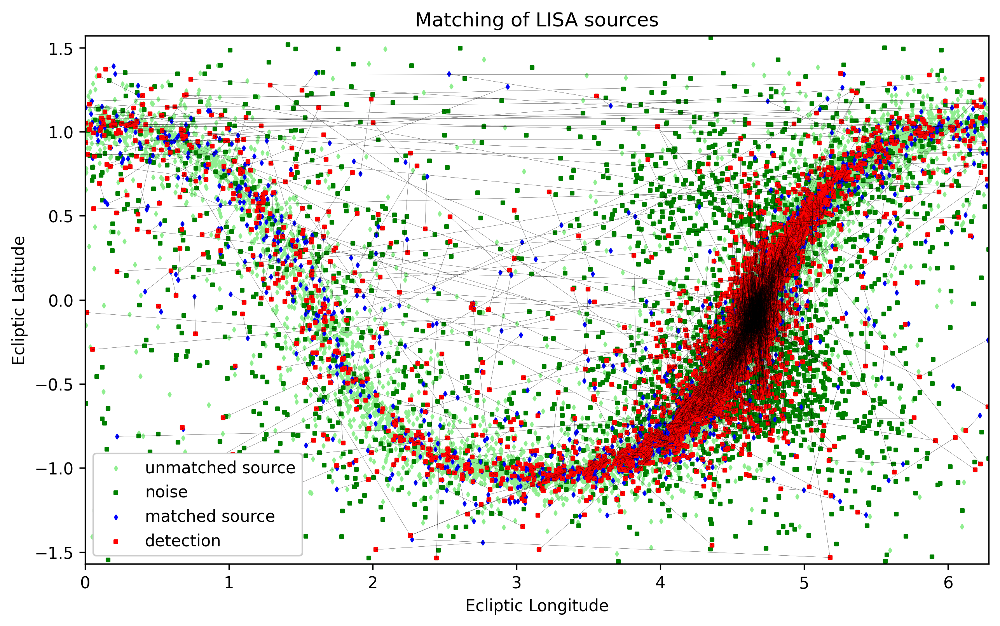 Matching of LISA sources
Ecliptic Latitude
1.5
1.0
0.5
0.0
−0.5
−1.0
−1.5
unmatched source
noise
matched source
detection
0 1 2 3 4 5 6
Ecliptic Longitude